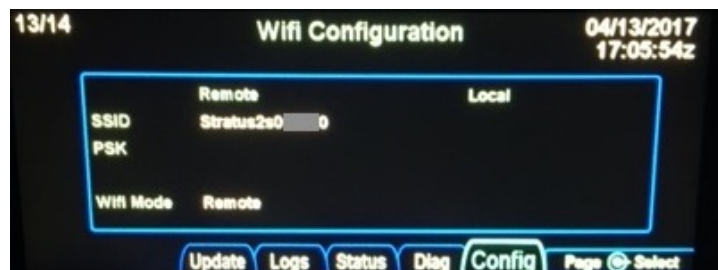 13/14 Wifi Configuration 04/13/2017
17:05:54z
Remote Local
SSID Stratus2s0 0
PSK
Wifi Mode Remote
Update Logs Status Diag Config Page Select